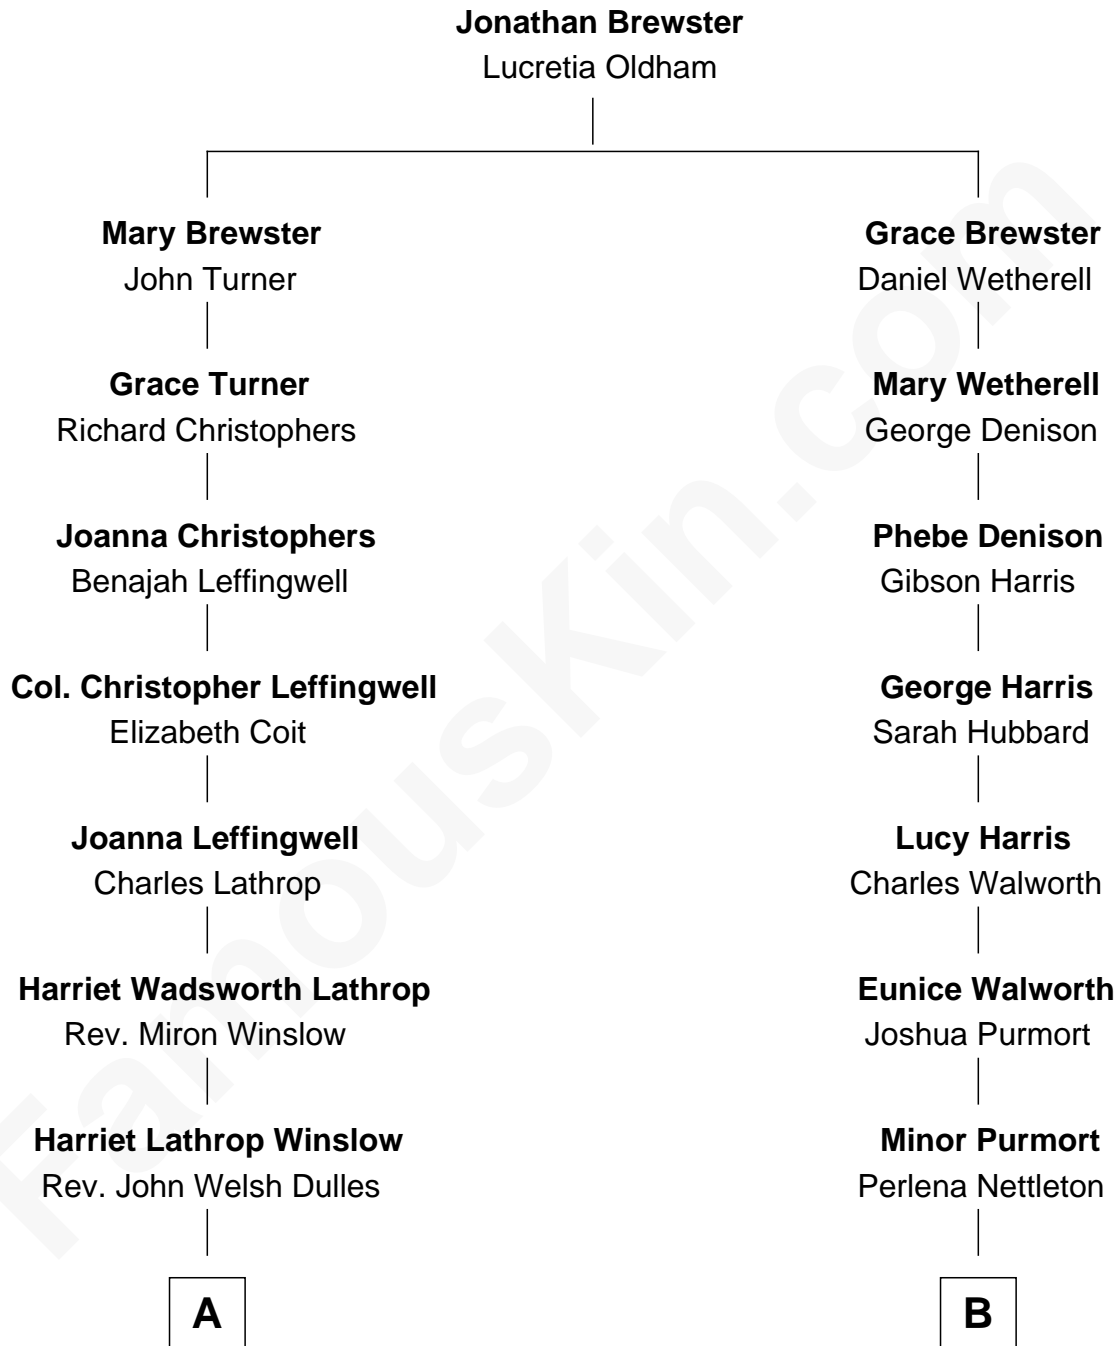 Jonathan Brewster
Lucretia Oldham
Mary Brewster
John Turner
Grace Brewster
Daniel Wetherell
Grace Turner
Richard Christophers
Mary Wetherell
George Denison
Joanna Christophers
Benajah Leffingwell
Phebe Denison
Gibson Harris
Col. Christopher Leffingwell
Elizabeth Coit
George Harris
Sarah Hubbard
Joanna Leffingwell
Charles Lathrop
Lucy Harris
Charles Walworth
Harriet Wadsworth Lathrop
Rev. Miron Winslow
Eunice Walworth
Joshua Purmort
Harriet Lathrop Winslow
Rev. John Welsh Dulles
Minor Purmort
Perlena Nettleton
A
B
FamousKin.com